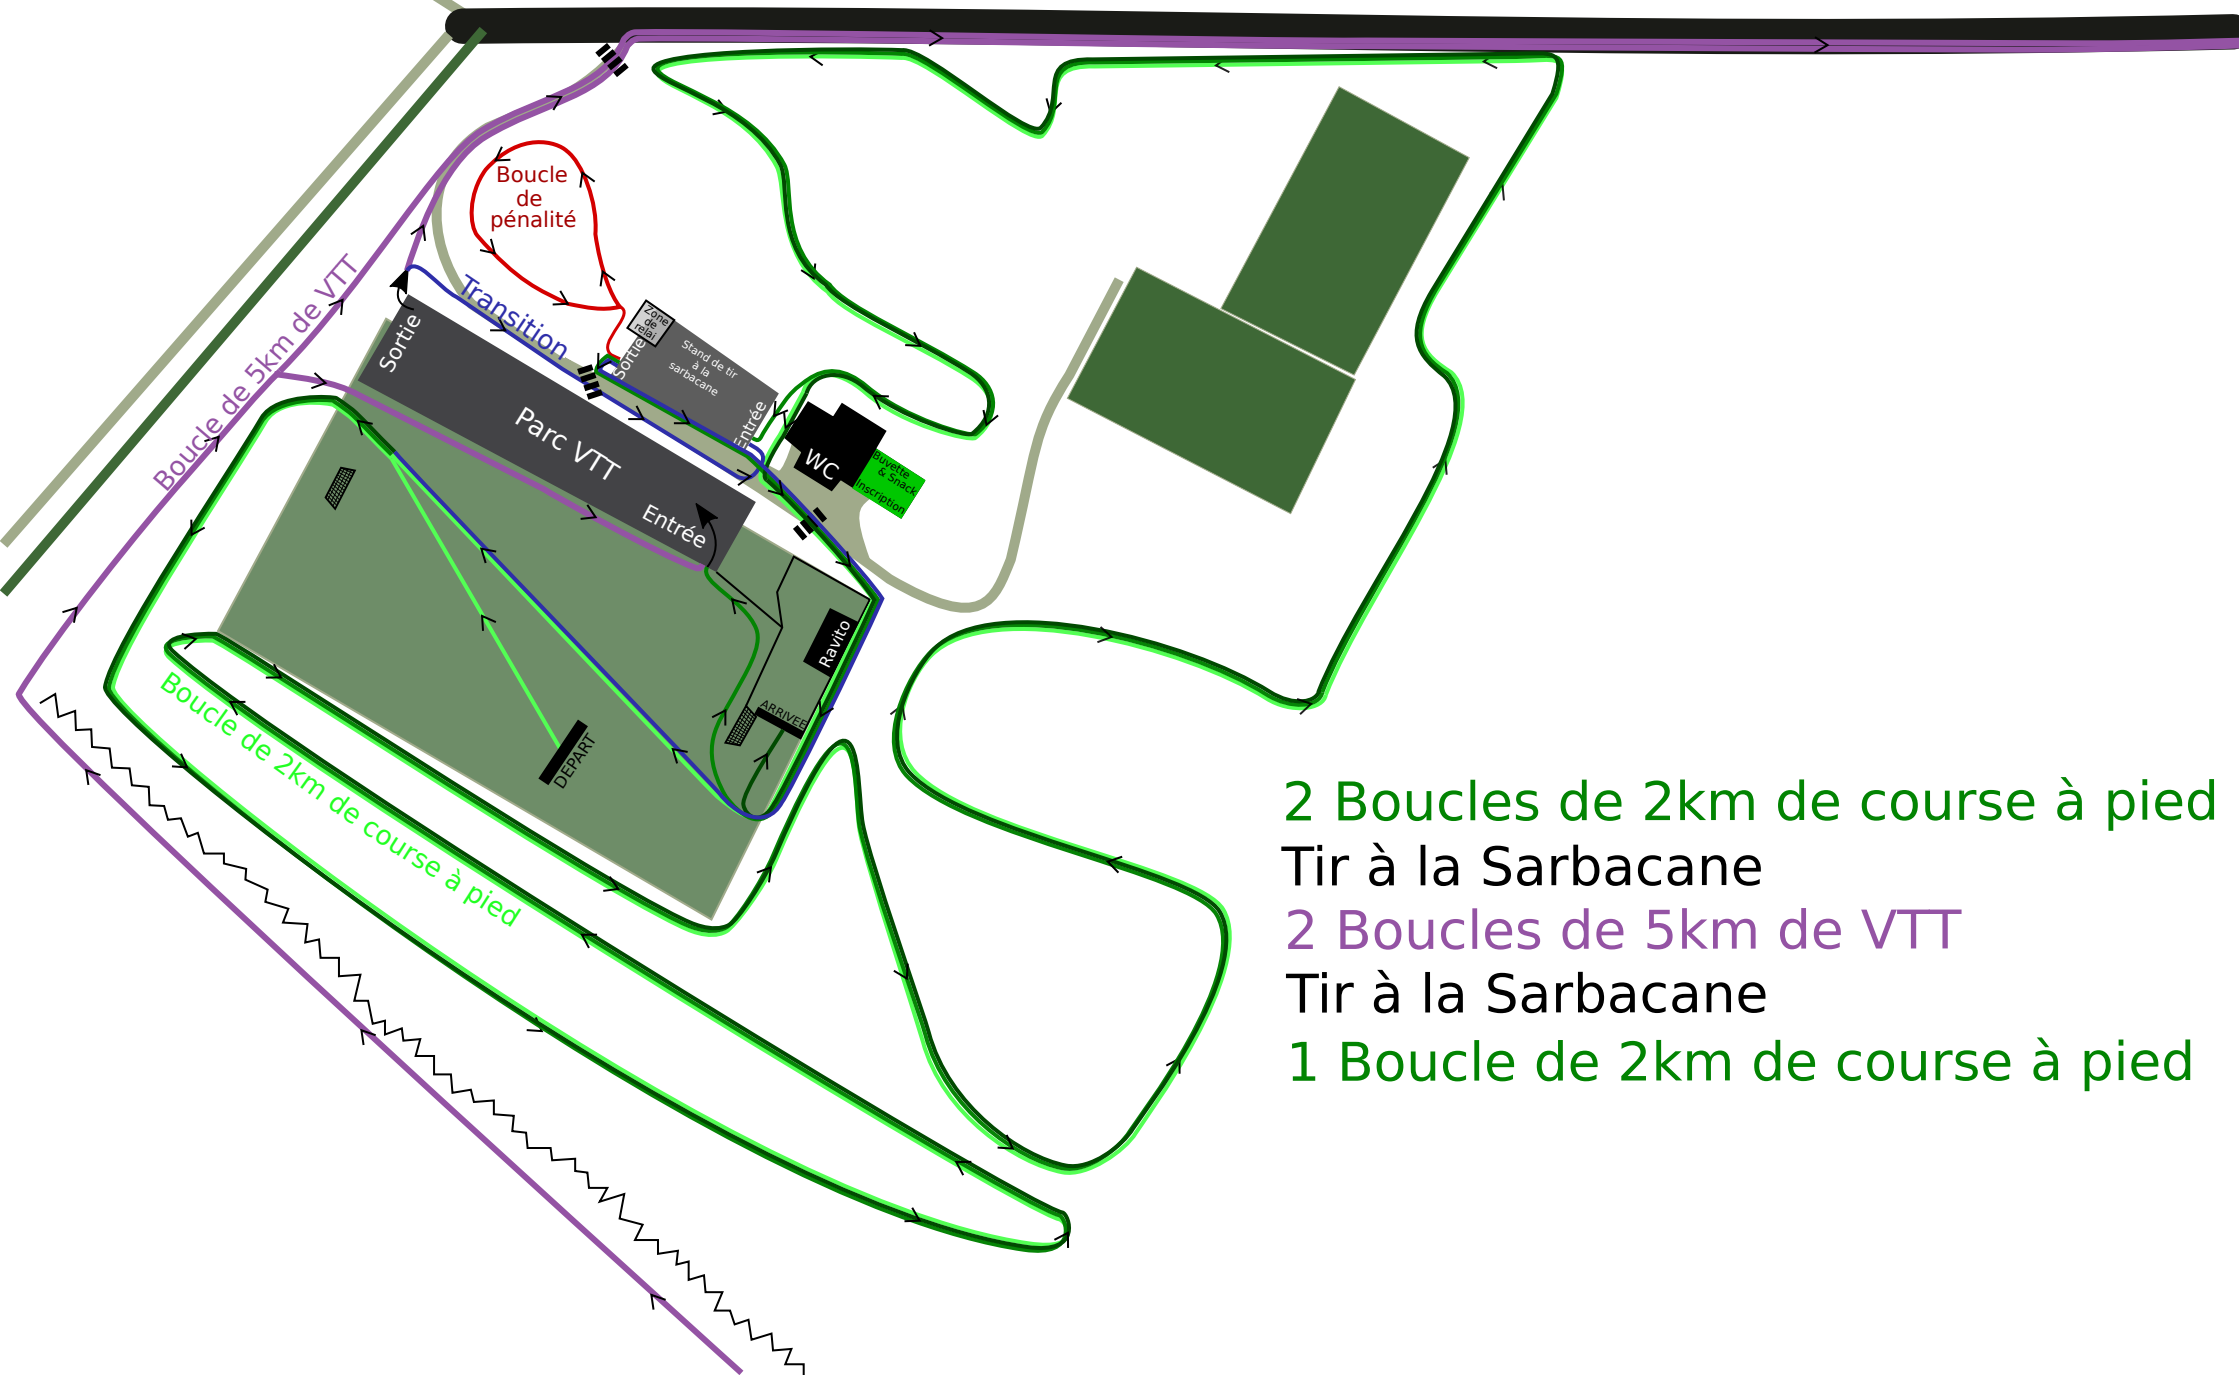 Boucle
de
pénalité
Boucle de 5km de VTT
Transition
Zone
de
relai
Sortie
Stand de tir
à la
sarbacane
Entrée
Sortie
Parc VTT
Entrée
WC
Buvette
& Snack
Inscription
Ravito
ARRIVEE
DEPART
Boucle de 2km de course à pied
2 Boucles de 2km de course à pied
Tir à la Sarbacane
2 Boucles de 5km de VTT
Tir à la Sarbacane
1 Boucle de 2km de course à pied